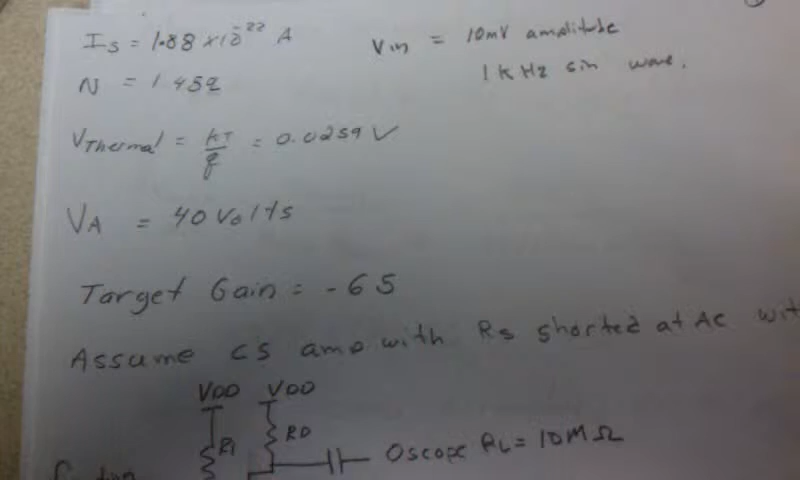 Is = 1.88 x 10^-22 A
Vin = 10mV amplitude
1 kHz sin wave.
N = 1.452
VThermal = kT/q = 0.0259 V
VA = 40 Volts
Target Gain = -65
Assume CS amp with Rs shorted at AC
VDD VDD
R1 RD
Oscope RL = 10MΩ